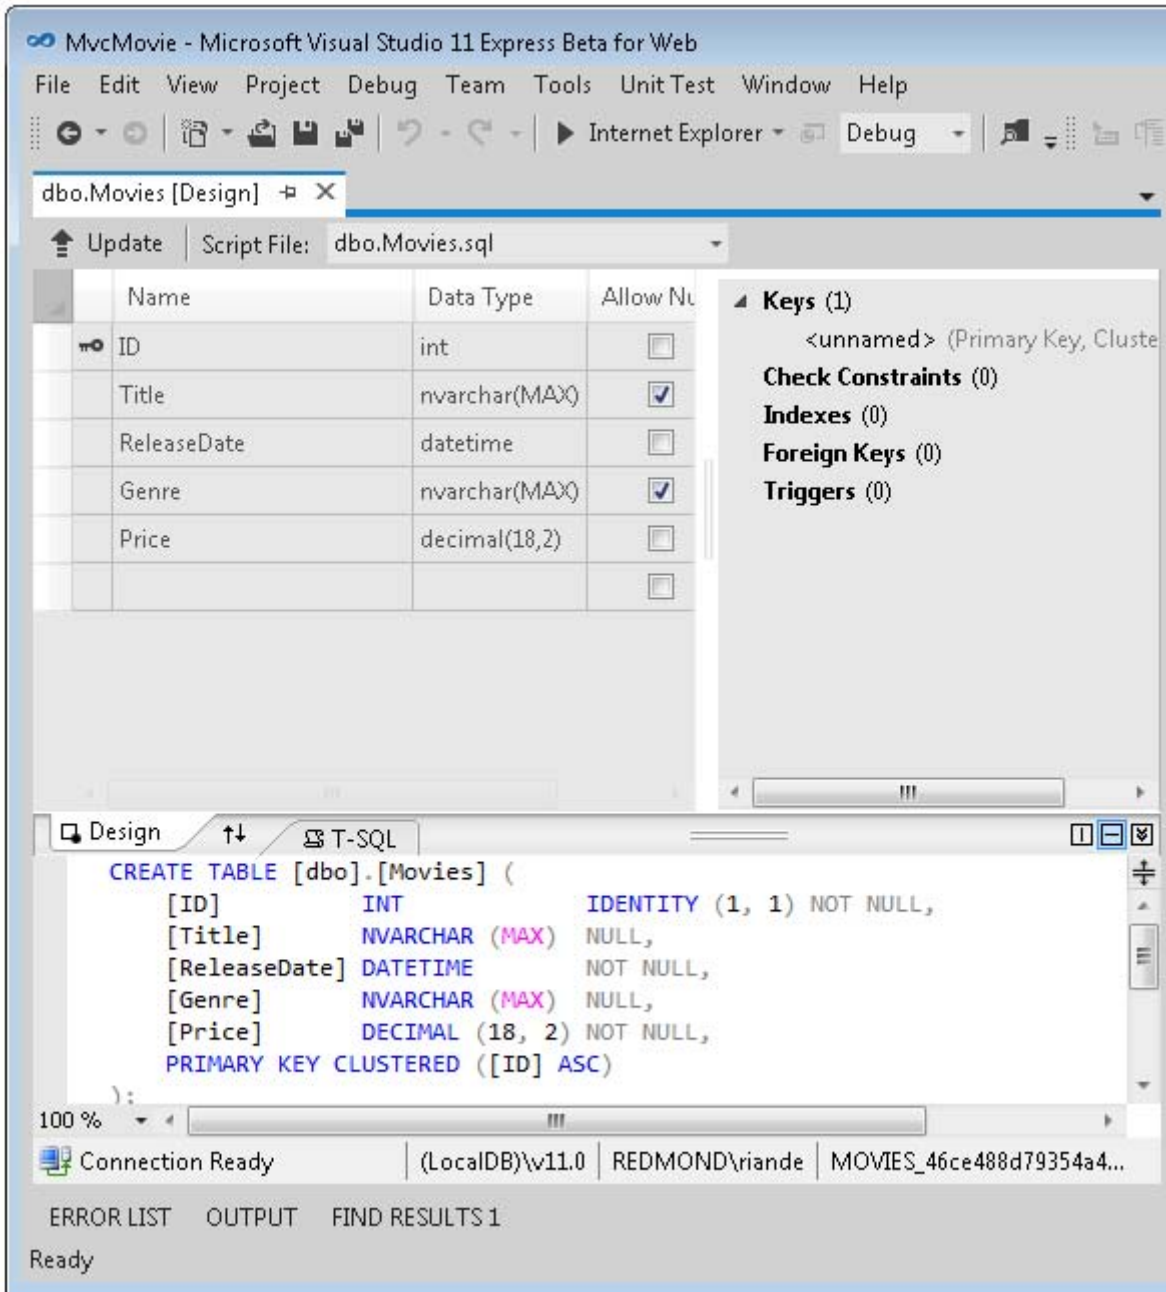 MvcMovie - Microsoft Visual Studio 11 Express Beta for Web
File Edit View Project Debug Team Tools Unit Test Window Help
Internet Explorer Debug
dbo.Movies [Design]
Update Script File: dbo.Movies.sql
Name Data Type Allow Nu
ID int
Title nvarchar(MAX)
ReleaseDate datetime
Genre nvarchar(MAX)
Price decimal(18,2)
Keys (1)
<unnamed> (Primary Key, Cluste
Check Constraints (0)
Indexes (0)
Foreign Keys (0)
Triggers (0)
Design T-SQL
CREATE TABLE [dbo].[Movies] (
[ID] INT IDENTITY (1, 1) NOT NULL,
[Title] NVARCHAR (MAX) NULL,
[ReleaseDate] DATETIME NOT NULL,
[Genre] NVARCHAR (MAX) NULL,
[Price] DECIMAL (18, 2) NOT NULL,
PRIMARY KEY CLUSTERED ([ID] ASC)
);
100 %
Connection Ready (LocalDB)\v11.0 REDMOND\riande MOVIES_46ce488d79354a4...
ERROR LIST OUTPUT FIND RESULTS 1
Ready